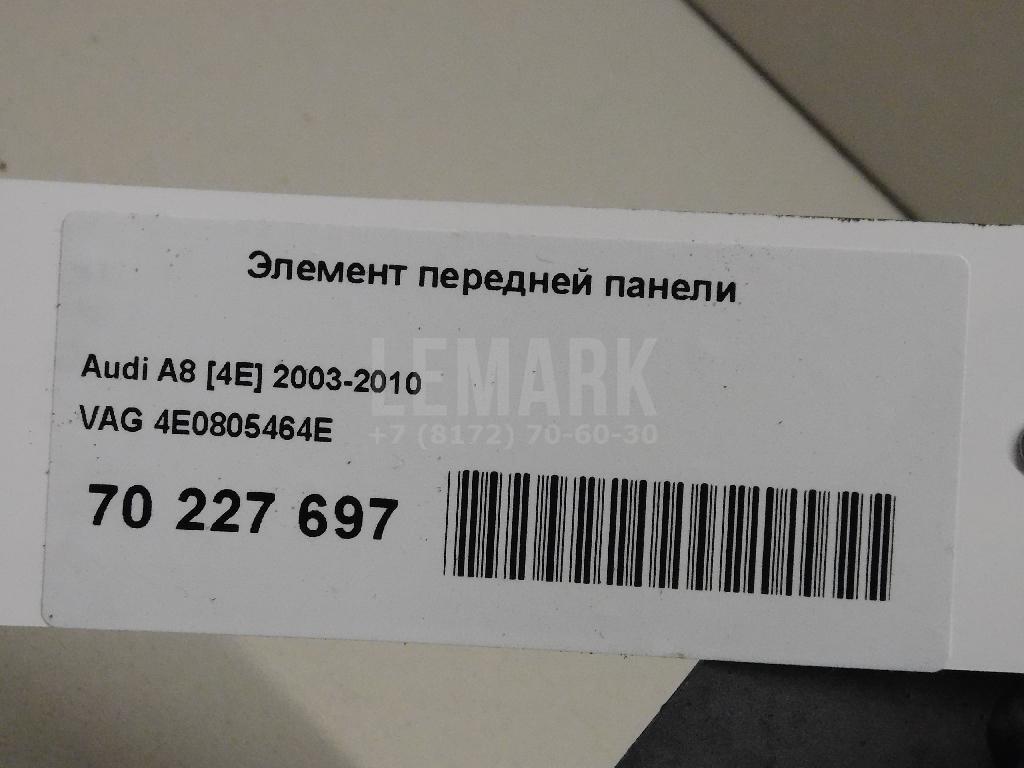 Элемент передней панели
Audi A8 [4E] 2003-2010
VAG 4E0805464E
70 227 697
LEMARK
+7 (8172) 70-60-30